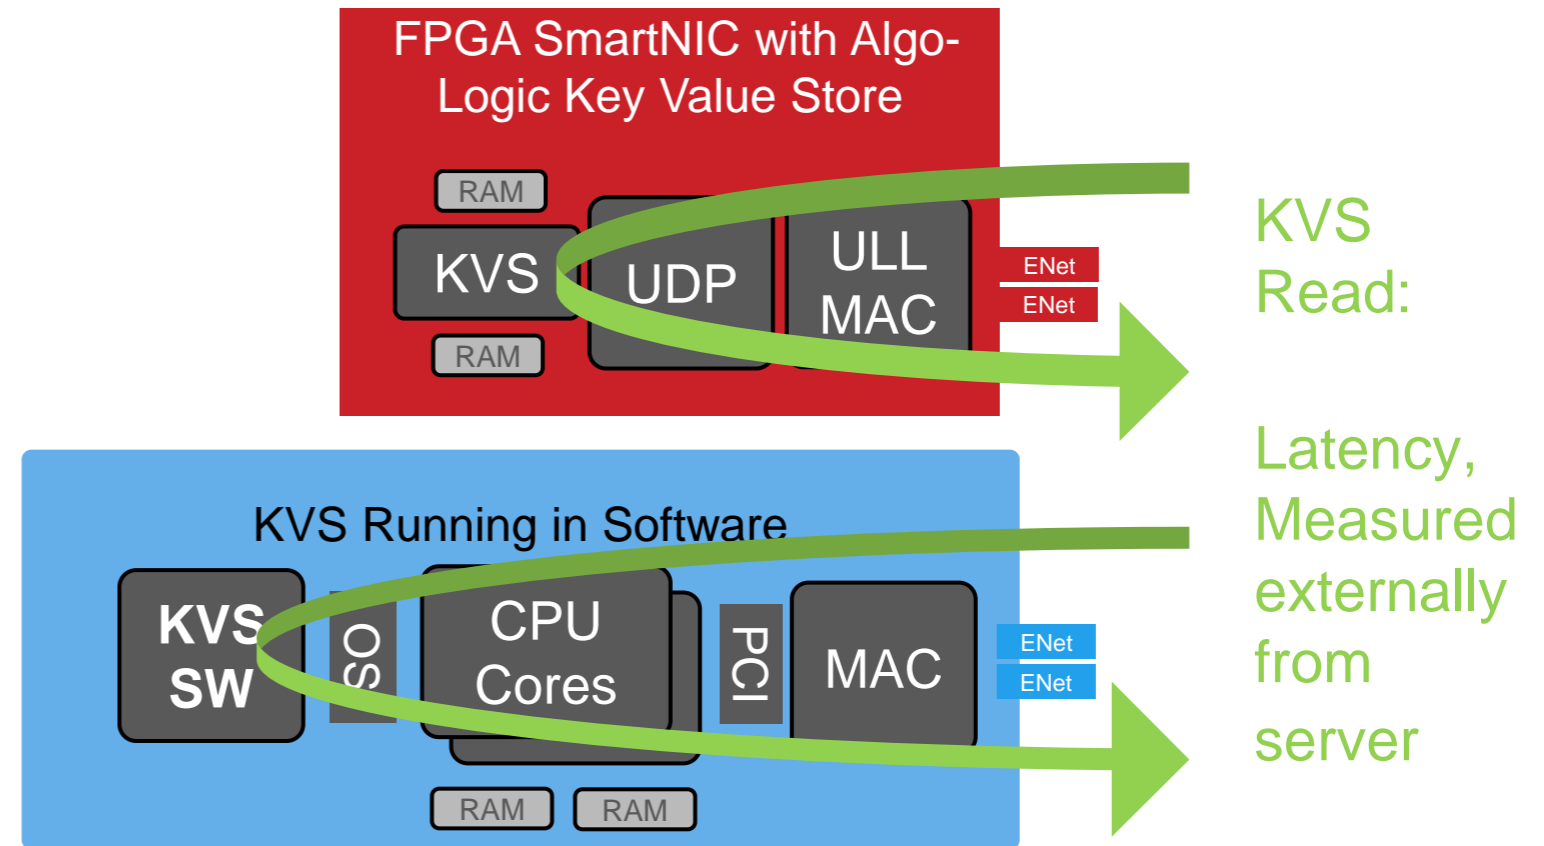 FPGA SmartNIC with Algo-
Logic Key Value Store
RAM
KVS
UDP
ULL
MAC
RAM
ENet
ENet
KVS
Read:
Latency,
Measured
externally
from
server
KVS Running in Software
KVS
SW
OS
CPU
Cores
PCI
MAC
ENet
ENet
RAM
RAM